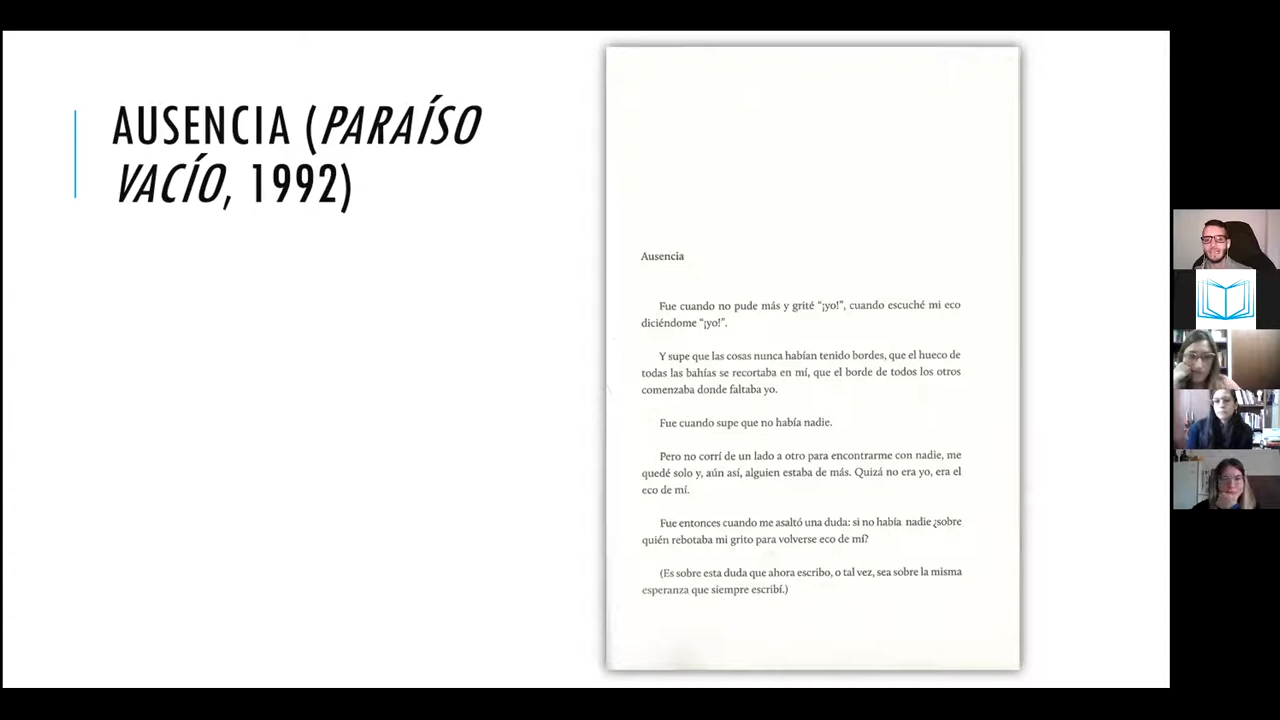 AUSENCIA (PARAÍSO
VACÍO, 1992)
Ausencia
Fue cuando no pude más y grité “¡yo!”, cuando escuché mi eco
diciéndome “¡yo!”.
Y supe que las cosas nunca habían tenido bordes, que el hueco de
todas las bahías se recortaba en mí, que el borde de todos los otros
comenzaba donde faltaba yo.
Fue cuando supe que no había nadie.
Pero no corrí de un lado a otro para encontrarme con nadie, me
quedé solo y, aún así, alguien estaba de más. Quizá no era yo, era el
eco de mí.
Fue entonces cuando me asaltó una duda: si no había nadie ¿sobre
quién rebotaba mi grito para volverse eco de mí?
(Es sobre esta duda que ahora escribo, o tal vez, sea sobre la misma
esperanza que siempre escribí.)